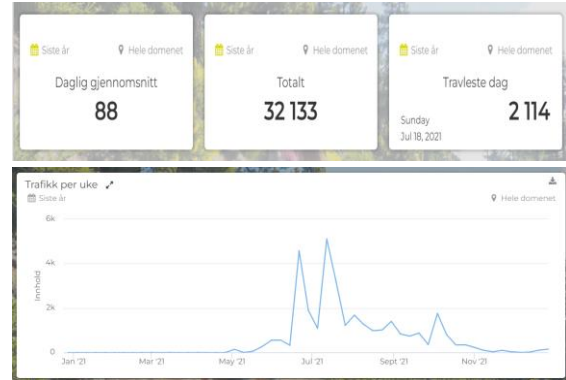 Siste år Hele domenet
Daglig gjennomsnitt
88
Siste år Hele domenet
Totalt
32 133
Siste år Hele domenet
Travleste dag
Sunday 2 114
Jul 18, 2021
Trafikk per uke
Siste år Hele domenet
6k
4k
Innhold
2k
0
Jan '21 Mar '21 May '21 Jul '21 Sept '21 Nov '21